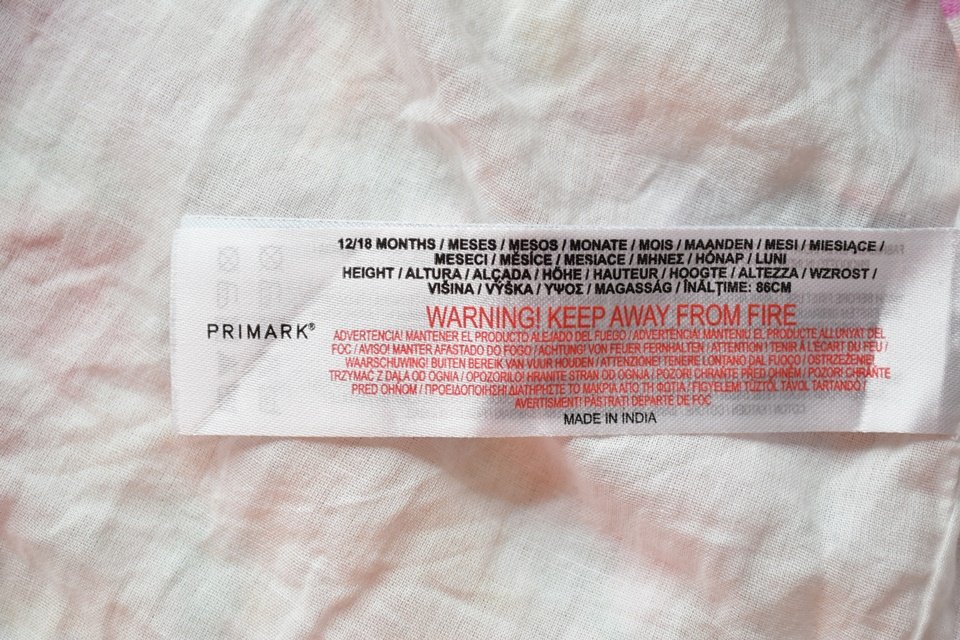 12/18 MONTHS / MESES / MESOS / MONATE / MOIS / MAANDEN / MESI / MIESIĄCE /
MESECI / MĚSÍCE / MESIACE / ΜΗΝΕΣ / HÓNAP / LUNI
HEIGHT / ALTURA / ALÇADA / HÖHE / HAUTEUR / HOOGTE / ALTEZZA / WZROST /
VIŠINA / VÝŠKA / ΥΨΟΣ / MAGASSÁG / ÎNĂLŢIME: 86CM
PRIMARK®
WARNING! KEEP AWAY FROM FIRE
ADVERTENCIA! MANTENER EL PRODUCTO ALEJADO DEL FUEGO / ADVERTÈNCIA! MANTENIU EL PRODUCTE ALLUNYAT DEL
FOC / AVISO! MANTER AFASTADO DO FOGO / ACHTUNG! VON FEUER FERNHALTEN / ATTENTION ! TENIR À L'ÉCART DU FEU /
WAARSCHUWING! BUITEN BEREIK VAN VUUR HOUDEN / ATTENZIONE! TENERE LONTANO DAL FUOCO / OSTRZEŻENIE!
TRZYMAĆ Z DALA OD OGNIA / OPOZORILO! HRANITE STRAN OD OGNJA / POZOR! CHRAŇTE PŘED OHNĚM / POZOR! CHRÁŇTE
PRED OHŇOM / ΠΡΟΕΙΔΟΠΟΙΗΣΗ! ΔΙΑΤΗΡΗΣΤΕ ΤΟ ΜΑΚΡΙΑ ΑΠΟ ΤΗ ΦΩΤΙΑ / FIGYELEM! TŰZTŐL TÁVOL TARTANDÓ /
AVERTISMENT! PĂSTRAȚI DEPARTE DE FOC
MADE IN INDIA